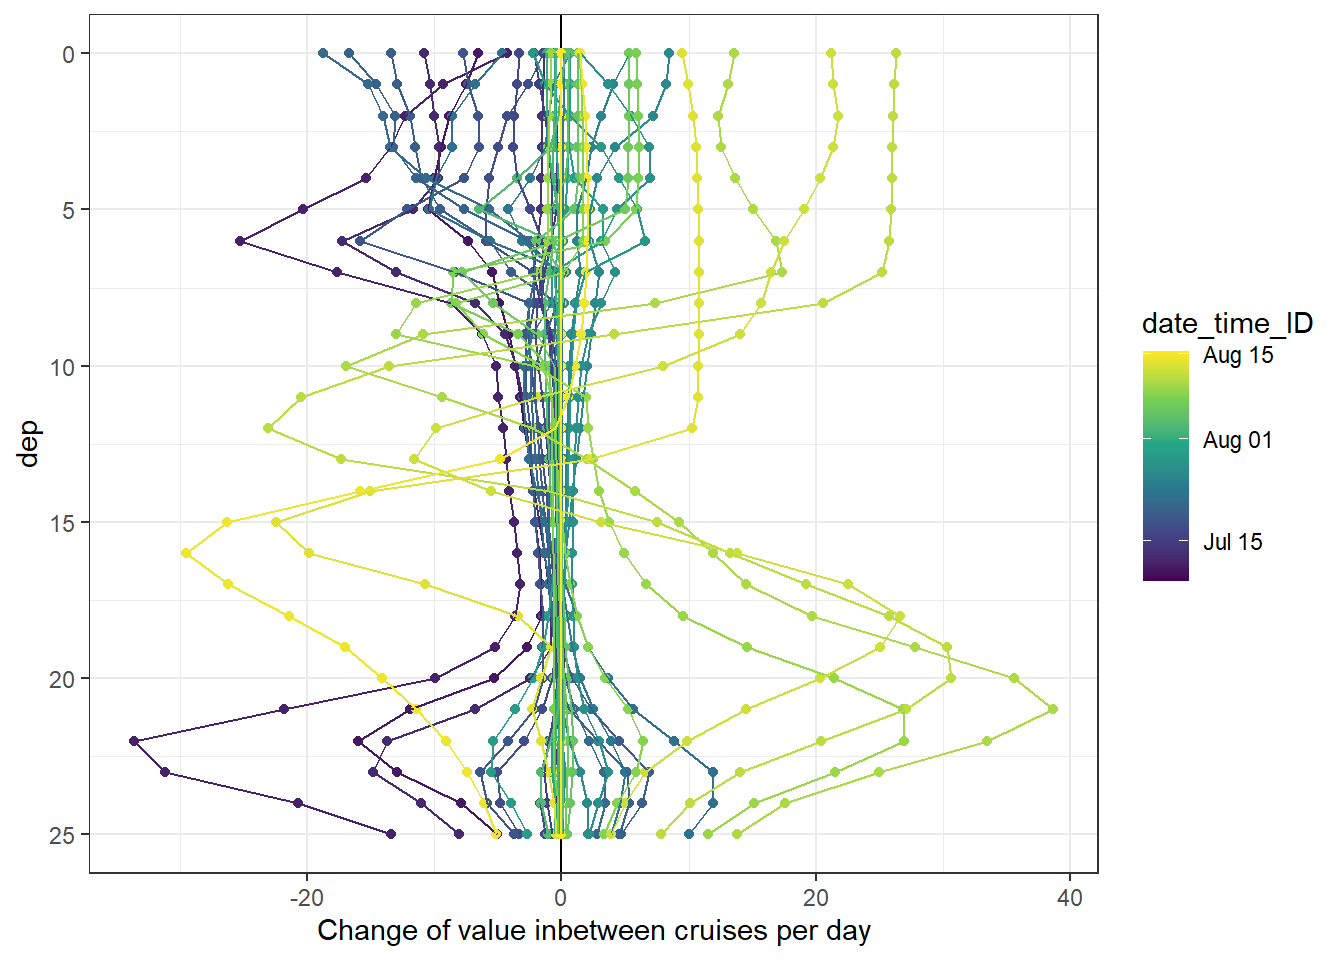 0
5
10
15
20
25
dep
-20
0
20
40
Change of value inbetween cruises per day
date_time_ID
Aug 15
Aug 01
Jul 15